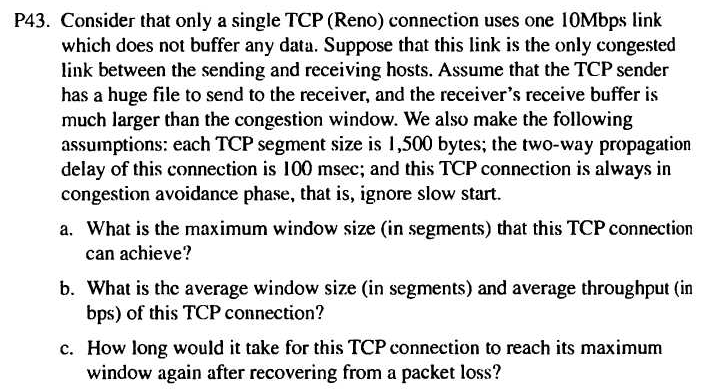 P43. Consider that only a single TCP (Reno) connection uses one 10Mbps link
which does not buffer any data. Suppose that this link is the only congested
link between the sending and receiving hosts. Assume that the TCP sender
has a huge file to send to the receiver, and the receiver's receive buffer is
much larger than the congestion window. We also make the following
assumptions: each TCP segment size is 1,500 bytes; the two-way propagation
delay of this connection is 100 msec; and this TCP connection is always in
congestion avoidance phase, that is, ignore slow start.
a. What is the maximum window size (in segments) that this TCP connection
can achieve?
b. What is the average window size (in segments) and average throughput (in
bps) of this TCP connection?
c. How long would it take for this TCP connection to reach its maximum
window again after recovering from a packet loss?